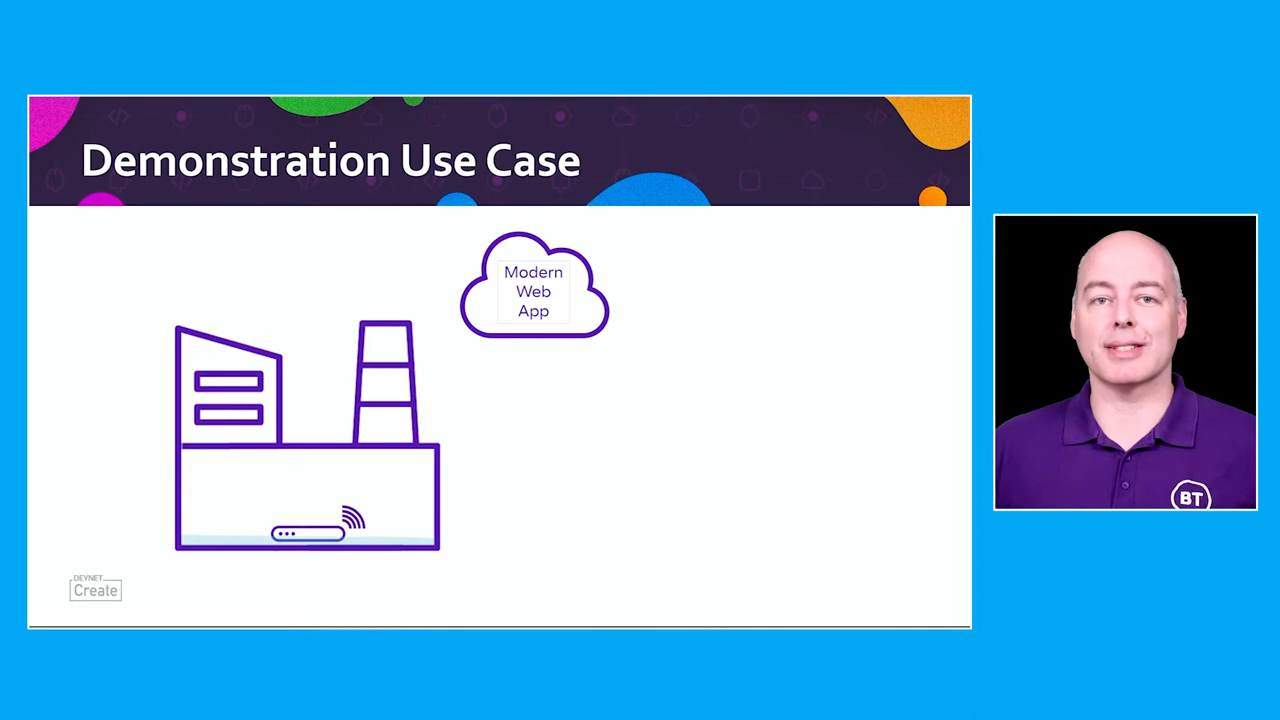 Demonstration Use Case
Modern
Web
App
DEVNET
Create
BT